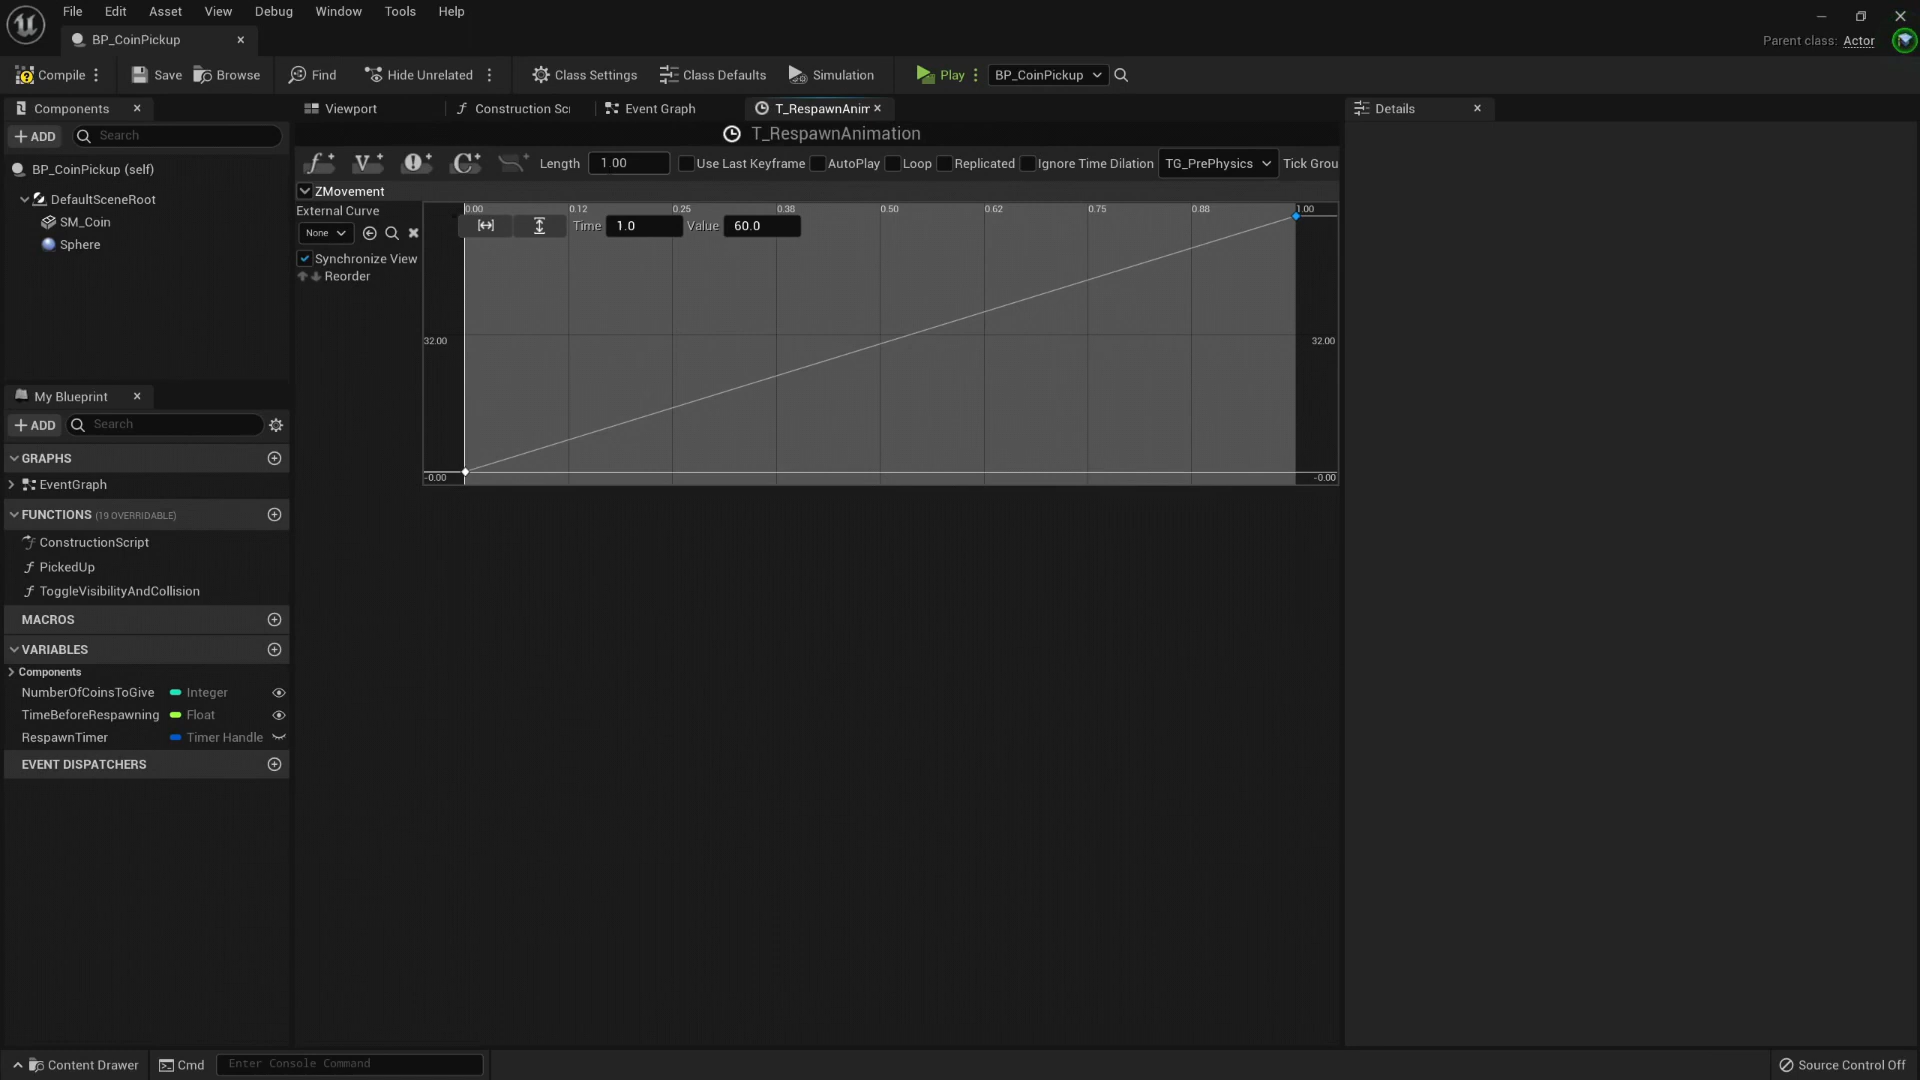 File Edit Asset View Debug Window Tools Help
BP_CoinPickup
Parent class: Actor
Compile Save Browse Find Hide Unrelated Class Settings Class Defaults Simulation Play BP_CoinPickup
Components
Viewport Construction Scr Event Graph T_RespawnAnim
Details
ADD Search
T_RespawnAnimation
Length 1.00 Use Last Keyframe AutoPlay Loop Replicated Ignore Time Dilation TG_PrePhysics Tick Grou
BP_CoinPickup (self)
DefaultSceneRoot
SM_Coin
Sphere
ZMovement
External Curve
None
Synchronize View
Reorder
0.00 0.12 0.25 0.38 0.50 0.62 0.75 0.88 1.00
Time 1.0 Value 60.0
32.00 32.00
-0.00 -0.00
My Blueprint
ADD Search
GRAPHS
EventGraph
FUNCTIONS (19 OVERRIDABLE)
ConstructionScript
PickedUp
ToggleVisibilityAndCollision
MACROS
VARIABLES
Components
NumberOfCoinsToGive Integer
TimeBeforeRespawning Float
RespawnTimer Timer Handle
EVENT DISPATCHERS
Content Drawer Cmd Enter Console Command Source Control Off